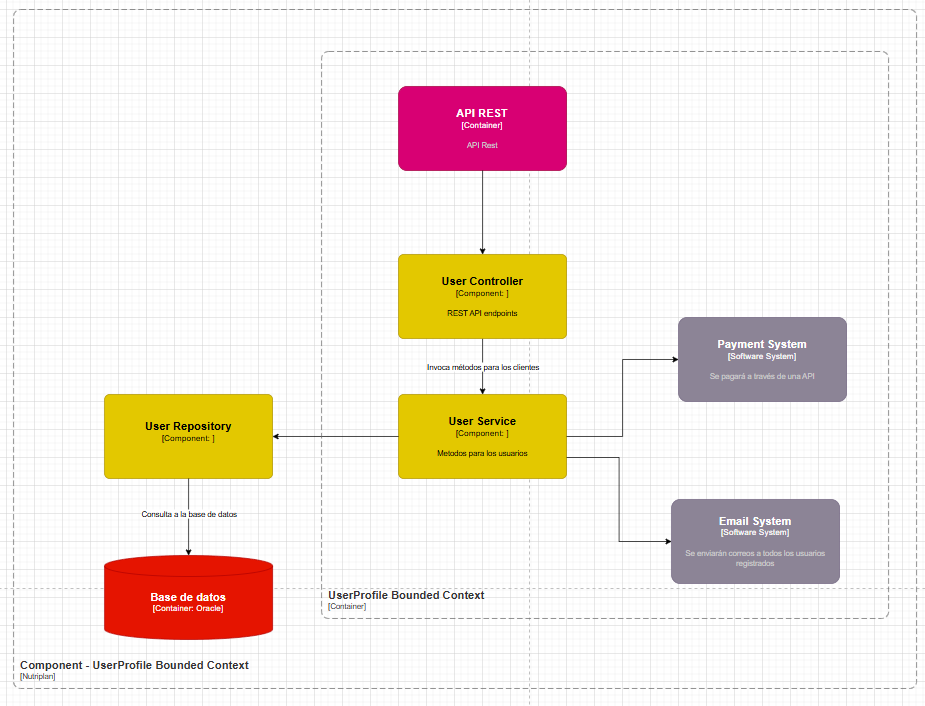 API REST
[Container]
API Rest
User Controller
[Component: ]
REST API endpoints
Invoca métodos para los clientes
Payment System
[Software System]
Se pagará a través de una API
User Repository
[Component: ]
User Service
[Component: ]
Metodos para los usuarios
Consulta a la base de datos
Email System
[Software System]
Se enviarán correos a todos los usuarios
registrados
Base de datos
[Container: Oracle]
UserProfile Bounded Context
[Container]
Component - UserProfile Bounded Context
[Nutriplan]